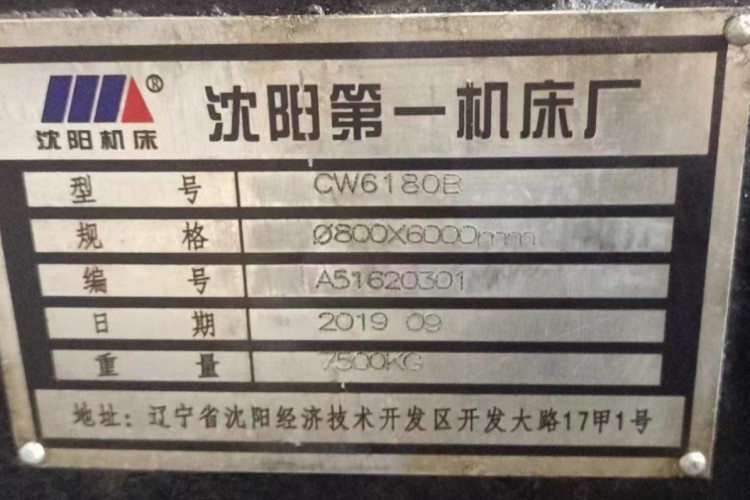 沈阳机床 ® 沈阳第一机床厂
型 号 CW6180B
规 格 Ø800X6000mm
编 号 A51620301
日 期 2019 09
重 量 7500KG
地址：辽宁省沈阳经济技术开发区开发大路17甲1号